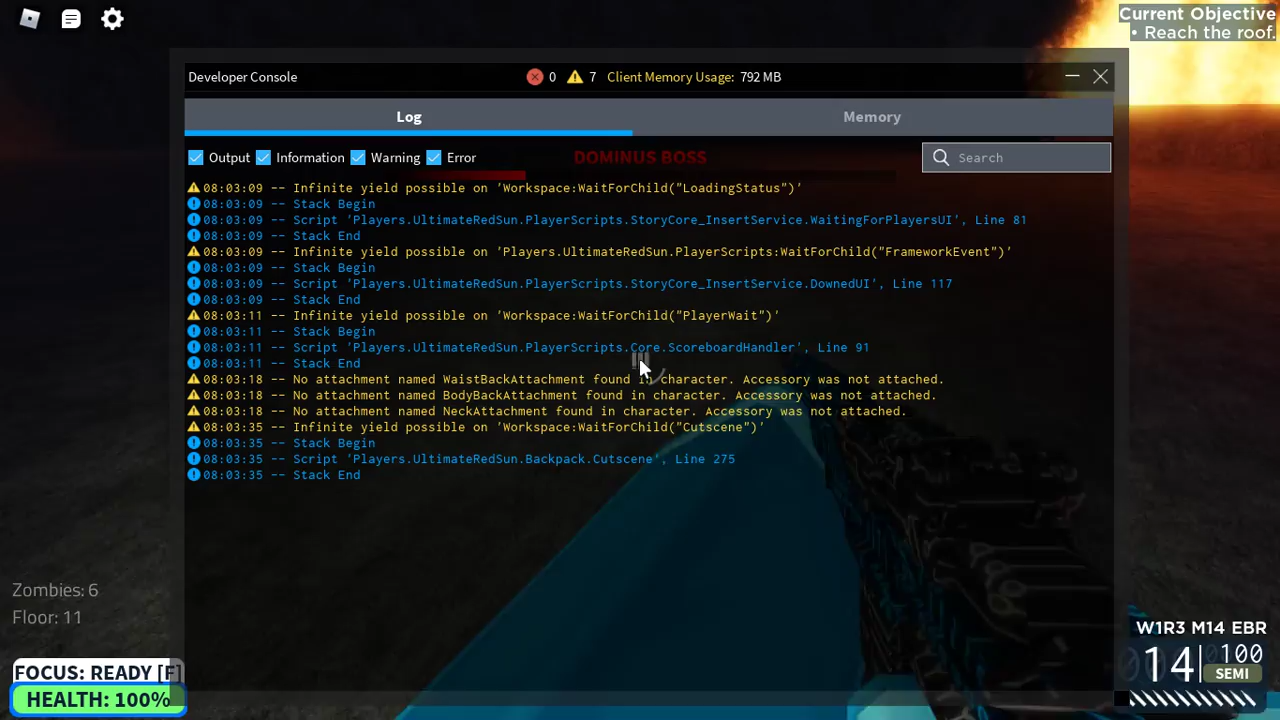 Current Objective
• Reach the roof.
Developer Console
0
7
Client Memory Usage: 792 MB
Log
Memory
Output
Information
Warning
Error
DOMINUS BOSS
Search
08:03:09 -- Infinite yield possible on 'Workspace:WaitForChild("LoadingStatus")'
08:03:09 -- Stack Begin
08:03:09 -- Script 'Players.UltimateRedSun.PlayerScripts.StoryCore_InsertService.WaitingForPlayersUI', Line 81
08:03:09 -- Stack End
08:03:09 -- Infinite yield possible on 'Players.UltimateRedSun.PlayerScripts:WaitForChild("FrameworkEvent")'
08:03:09 -- Stack Begin
08:03:09 -- Script 'Players.UltimateRedSun.PlayerScripts.StoryCore_InsertService.DownedUI', Line 117
08:03:09 -- Stack End
08:03:11 -- Infinite yield possible on 'Workspace:WaitForChild("PlayerWait")'
08:03:11 -- Stack Begin
08:03:11 -- Script 'Players.UltimateRedSun.PlayerScripts.Core.ScoreboardHandler', Line 91
08:03:11 -- Stack End
08:03:18 -- No attachment named WaistBackAttachment found in character. Accessory was not attached.
08:03:18 -- No attachment named BodyBackAttachment found in character. Accessory was not attached.
08:03:18 -- No attachment named NeckAttachment found in character. Accessory was not attached.
08:03:35 -- Infinite yield possible on 'Workspace:WaitForChild("Cutscene")'
08:03:35 -- Stack Begin
08:03:35 -- Script 'Players.UltimateRedSun.Backpack.Cutscene', Line 275
08:03:35 -- Stack End
Zombies: 6
Floor: 11
FOCUS: READY [F]
HEALTH: 100%
W1R3 M14 EBR
14
0100
SEMI